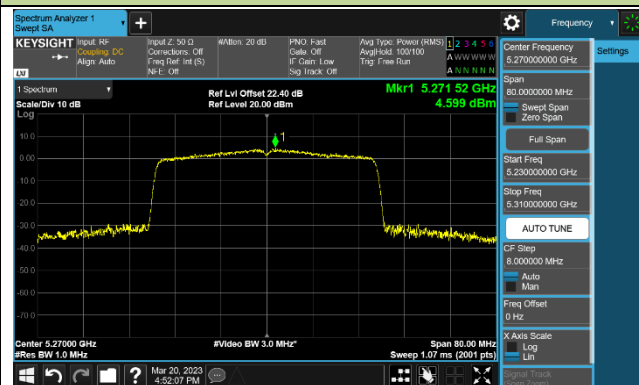 Spectrum Analyzer 1
Swept SA
Frequency
KEYSIGHT
Input: RF
Coupling: DC
Align: Auto
Input Z: 50 Ω
Corrections: Off
Freq Ref: Int (S)
NFE: Off
#Atten: 20 dB
PNO: Fast
Gate: Off
IF Gain: Low
Sig Track: Off
Avg Type: Power (RMS)
Avg|Hold: 100/100
Trig: Free Run
1 2 3 4 5 6
A W W W W W
A N N N N N
LXI
1 Spectrum
Scale/Div 10 dB
Log
Ref Lvl Offset 22.40 dB
Ref Level 20.00 dBm
Mkr1 5.271 52 GHz
4.599 dBm
1
10.0
0.00
-10.0
-20.0
-30.0
-40.0
-50.0
-60.0
-70.0
Center 5.27000 GHz
#Res BW 1.0 MHz
#Video BW 3.0 MHz*
Span 80.00 MHz
Sweep 1.07 ms (2001 pts)
Mar 20, 2023
4:52:07 PM
Center Frequency
5.270000000 GHz
Settings
Span
80.0000000 MHz
Swept Span
Zero Span
Full Span
Start Freq
5.230000000 GHz
Stop Freq
5.310000000 GHz
AUTO TUNE
CF Step
8.000000 MHz
Auto
Man
Freq Offset
0 Hz
X Axis Scale
Log
Lin
Signal Track